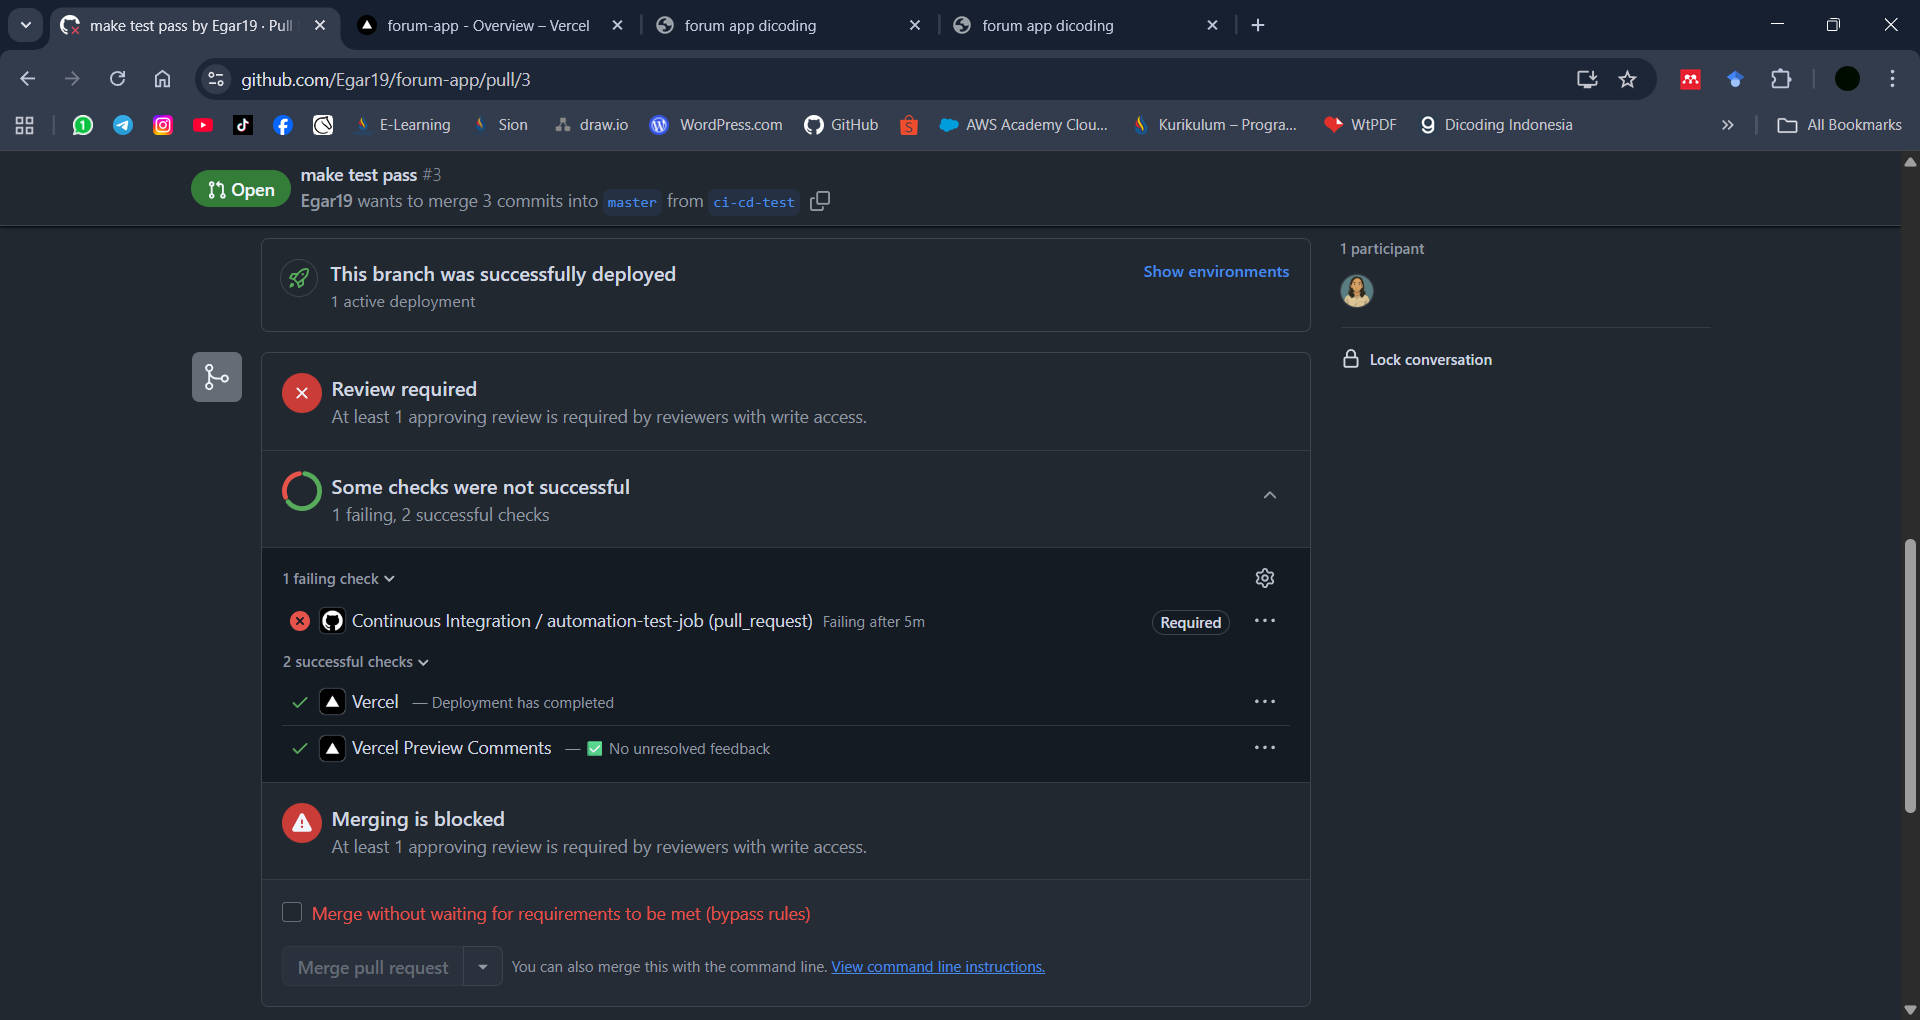 make test pass by Egar19 · Pull
forum-app - Overview – Vercel
forum app dicoding
forum app dicoding
github.com/Egar19/forum-app/pull/3
E-Learning
Sion
draw.io
WordPress.com
GitHub
AWS Academy Clou...
Kurikulum – Progra...
WtPDF
Dicoding Indonesia
All Bookmarks
Open
make test pass #3
Egar19 wants to merge 3 commits into master from ci-cd-test
This branch was successfully deployed
1 active deployment
Show environments
1 participant
Lock conversation
Review required
At least 1 approving review is required by reviewers with write access.
Some checks were not successful
1 failing, 2 successful checks
1 failing check
Continuous Integration / automation-test-job (pull_request) Failing after 5m
Required
2 successful checks
Vercel — Deployment has completed
Vercel Preview Comments — ✅ No unresolved feedback
Merging is blocked
At least 1 approving review is required by reviewers with write access.
Merge without waiting for requirements to be met (bypass rules)
Merge pull request
You can also merge this with the command line. View command line instructions.